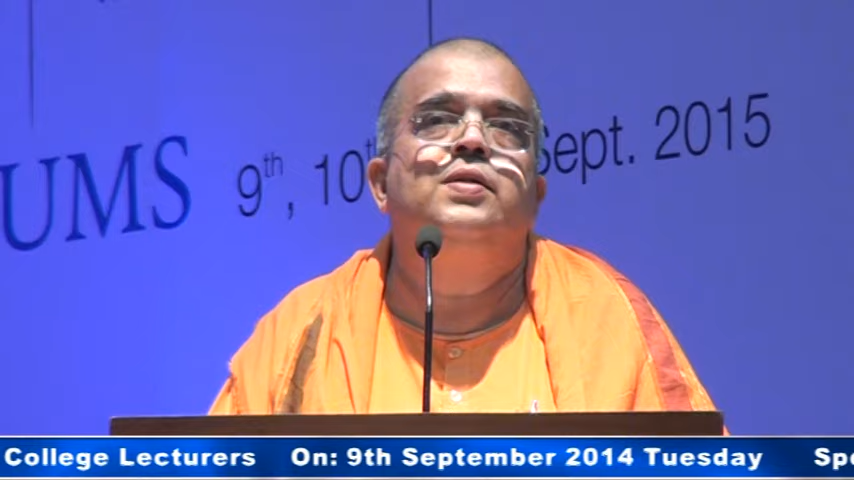 UMS
9th, 10th Sept. 2015
College Lecturers On: 9th September 2014 Tuesday